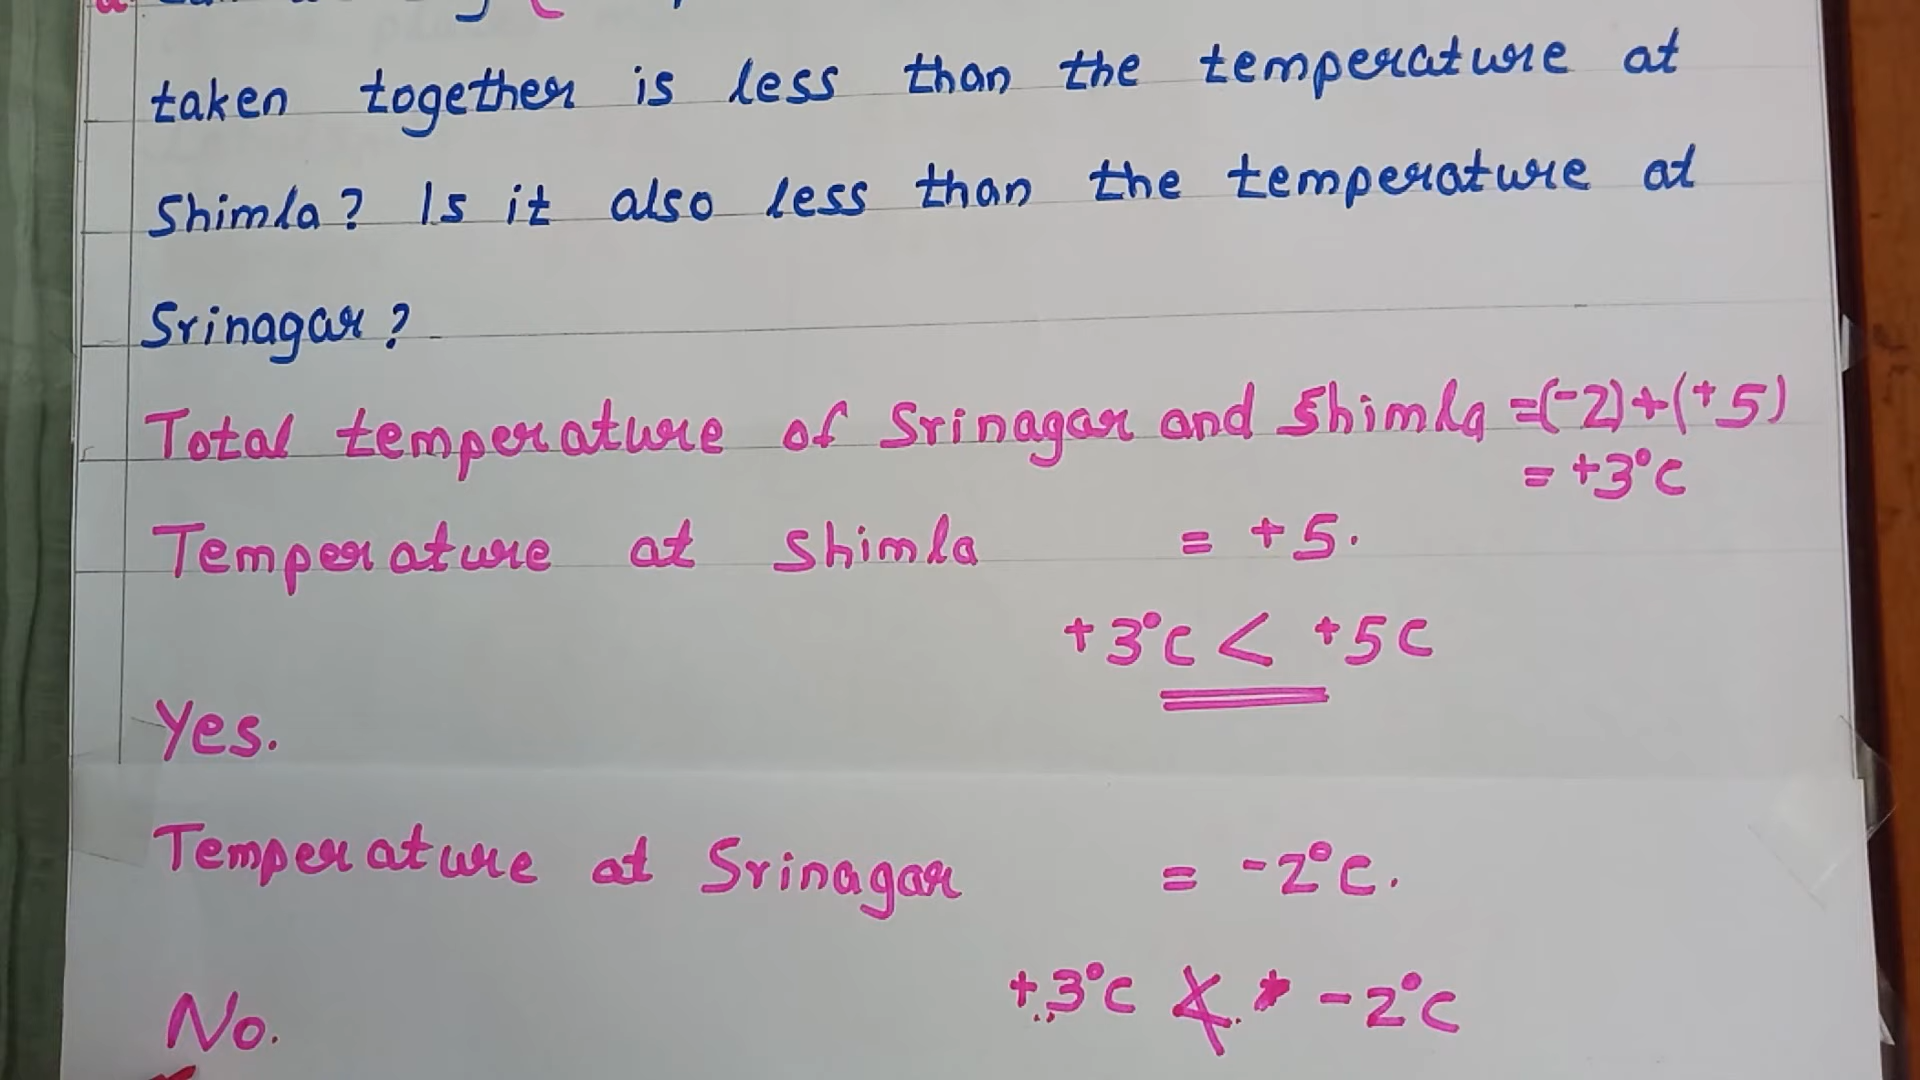 taken together is less than the temperature at
Shimla? Is it also less than the temperature at
Srinagar?
Total temperature of Srinagar and Shimla =(-2)+(+5)
= +3°C
Temperature at Shimla = +5.
+3°C < +5C
Yes.
Temperature at Srinagar = -2°C.
+3°C ≮ -2°C
No.